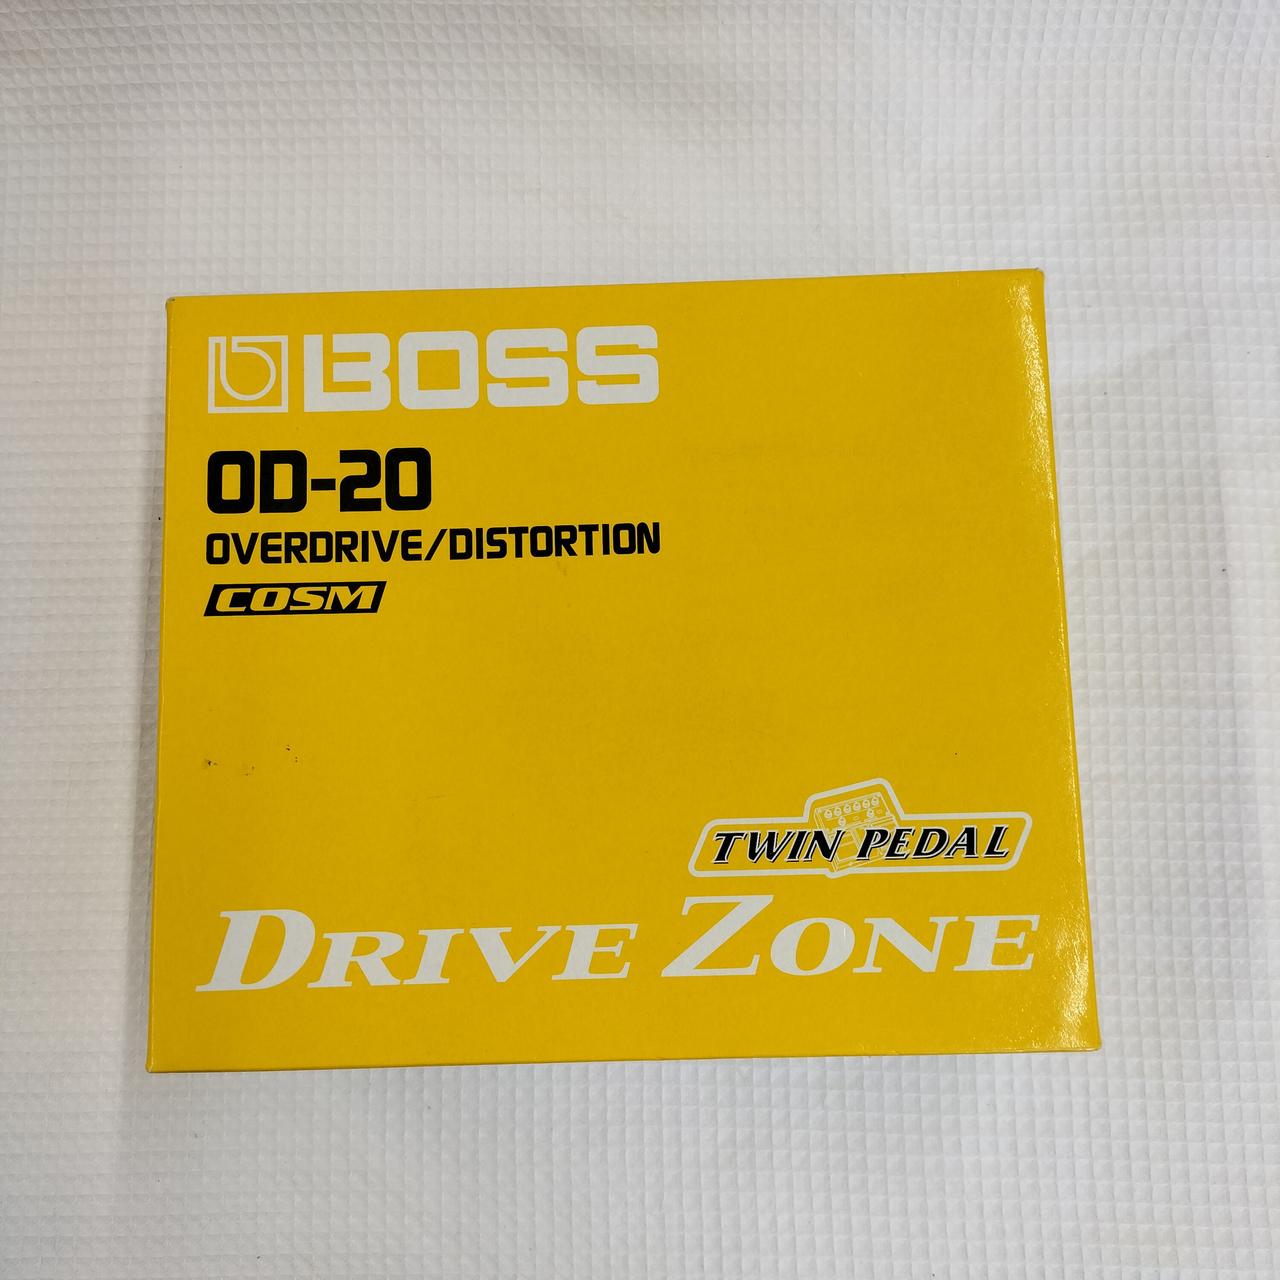 BOSS
OD-20
OVERDRIVE/DISTORTION
COSM
TWIN PEDAL
DRIVE ZONE